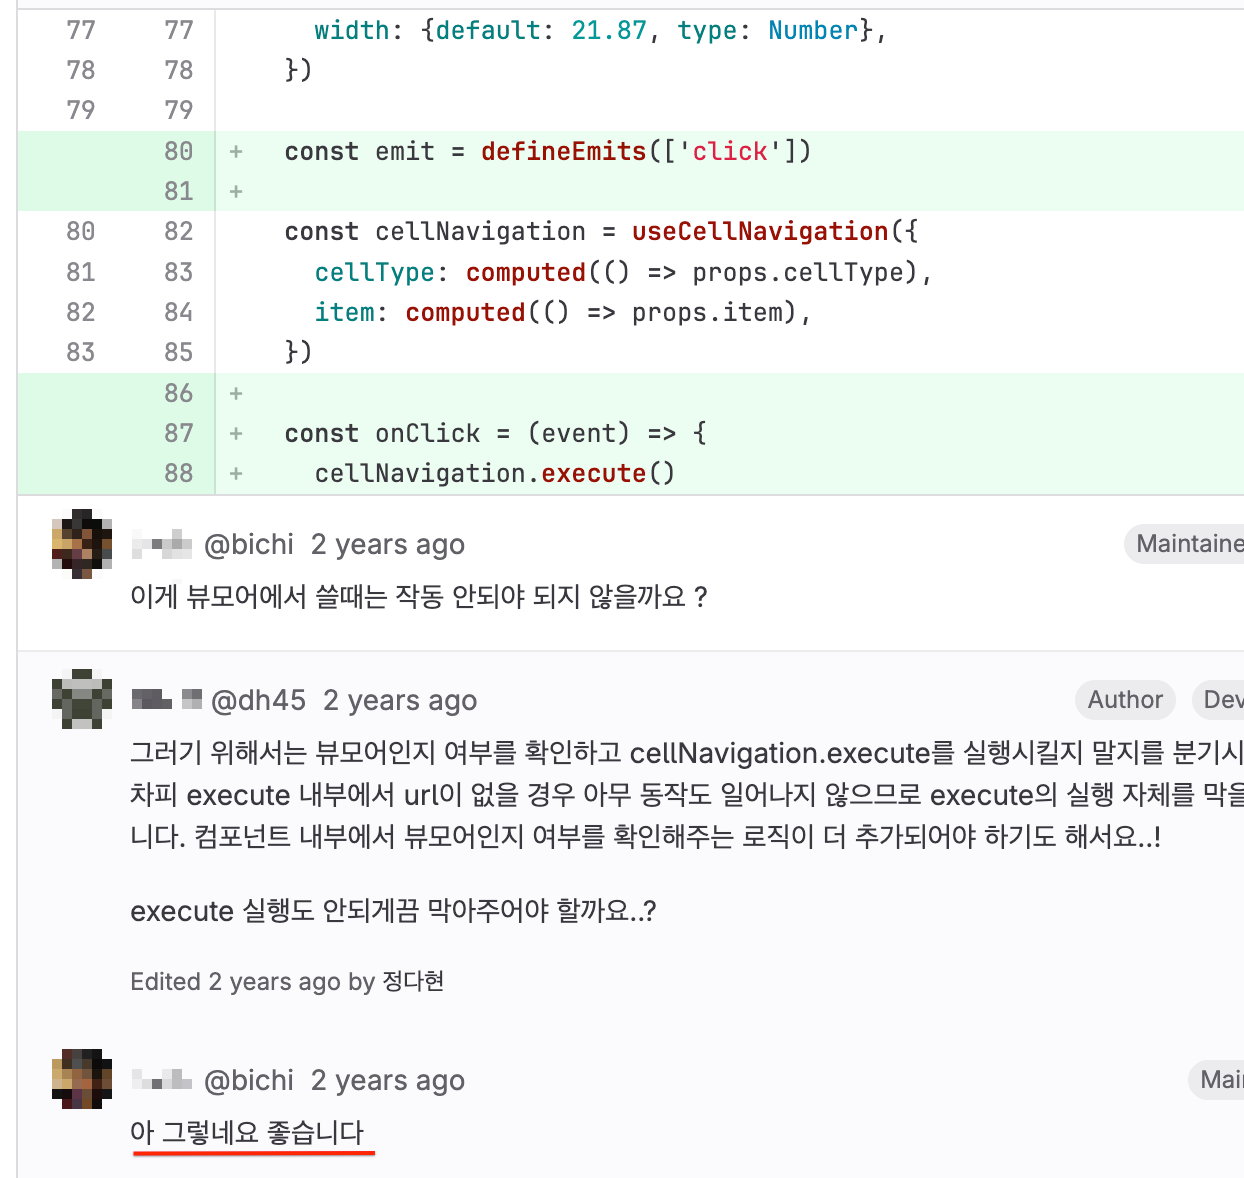 77 77 width: {default: 21.87, type: Number},
78 78 })
79 79
80 + const emit = defineEmits(['click'])
81 +
80 82 const cellNavigation = useCellNavigation({
81 83 cellType: computed(() => props.cellType),
82 84 item: computed(() => props.item),
83 85 })
86 +
87 + const onClick = (event) => {
88 + cellNavigation.execute()
@bichi 2 years ago Maintaine
이게 뷰모어에서 쓸때는 작동 안되야 되지 않을까요 ?
@dh45 2 years ago Author Dev
그러기 위해서는 뷰모어인지 여부를 확인하고 cellNavigation.execute를 실행시킬지 말지를 분기시
차피 execute 내부에서 url이 없을 경우 아무 동작도 일어나지 않으므로 execute의 실행 자체를 막을
니다. 컴포넌트 내부에서 뷰모어인지 여부를 확인해주는 로직이 더 추가되어야 하기도 해서요..!
execute 실행도 안되게끔 막아주어야 할까요..?
Edited 2 years ago by 정다현
@bichi 2 years ago Mai
아 그렇네요 좋습니다